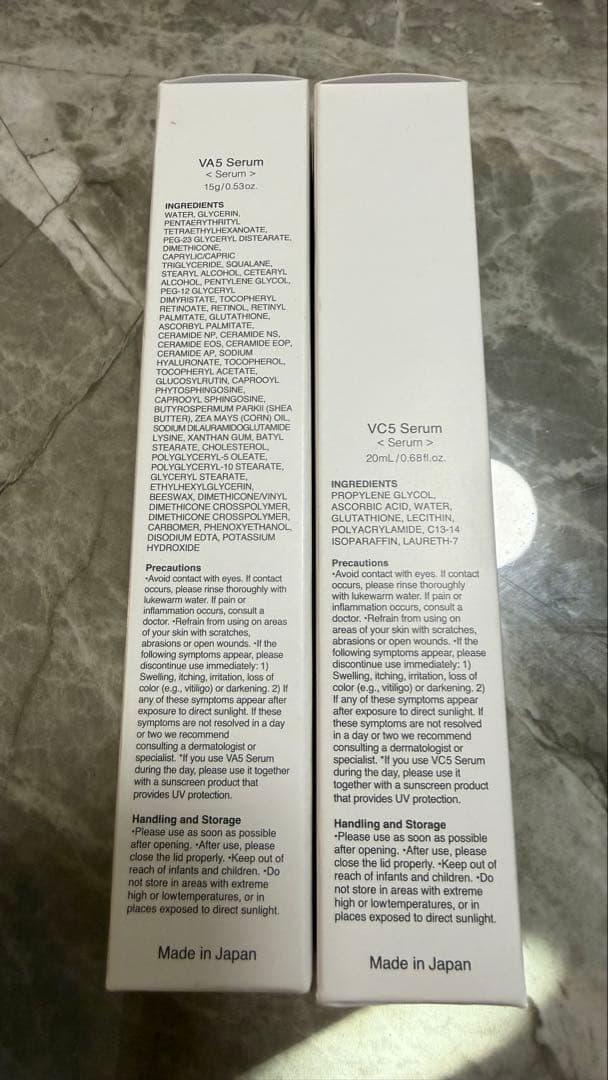 VA5 Serum
< Serum >
15g/0.53oz.
INGREDIENTS
WATER, GLYCERIN,
PENTAERYTHRITYL
TETRAETHYLHEXANOATE,
PEG-23 GLYCERYL DISTEARATE,
DIMETHICONE,
CAPRYLIC/CAPRIC
TRIGLYCERIDE, SQUALANE,
STEARYL ALCOHOL, CETEARYL
ALCOHOL, PENTYLENE GLYCOL,
PEG-12 GLYCERYL
DIMYRISTATE, TOCOPHERYL
RETINOATE, RETINOL, RETINYL
PALMITATE, GLUTATHIONE,
ASCORBYL PALMITATE,
CERAMIDE NP, CERAMIDE NS,
CERAMIDE EOS, CERAMIDE EOP,
CERAMIDE AP, SODIUM
HYALURONATE, TOCOPHEROL,
TOCOPHERYL ACETATE,
GLUCOSYLRUTIN, CAPROOYL
PHYTOSPHINGOSINE,
CAPROOYL SPHINGOSINE,
BUTYROSPERMUM PARKII (SHEA
BUTTER), ZEA MAYS (CORN) OIL,
SODIUM DILAURAMIDOGLUTAMIDE
LYSINE, XANTHAN GUM, BATYL
STEARATE, CHOLESTEROL,
POLYGLYCERYL-5 OLEATE,
POLYGLYCERYL-10 STEARATE,
GLYCERYL STEARATE,
ETHYLHEXYLGLYCERIN,
BEESWAX, DIMETHICONE/VINYL
DIMETHICONE CROSSPOLYMER,
DIMETHICONE CROSSPOLYMER,
CARBOMER, PHENOXYETHANOL,
DISODIUM EDTA, POTASSIUM
HYDROXIDE
Precautions
•Avoid contact with eyes. If contact
occurs, please rinse thoroughly with
lukewarm water. If pain or
inflammation occurs, consult a
doctor. •Refrain from using on areas
of your skin with scratches,
abrasions or open wounds. •If the
following symptoms appear, please
discontinue use immediately: 1)
Swelling, itching, irritation, loss of
color (e.g., vitiligo) or darkening. 2) If
any of these symptoms appear after
exposure to direct sunlight. If these
symptoms are not resolved in a day
or two we recommend
consulting a dermatologist or
specialist. *If you use VA5 Serum
during the day, please use it together
with a sunscreen product that
provides UV protection.
Handling and Storage
•Please use as soon as possible
after opening. •After use, please
close the lid properly. •Keep out of
reach of infants and children. •Do
not store in areas with extreme
high or lowtemperatures, or in
places exposed to direct sunlight.
Made in Japan
VC5 Serum
< Serum >
20mL/0.68fl.oz.
INGREDIENTS
PROPYLENE GLYCOL,
ASCORBIC ACID, WATER,
GLUTATHIONE, LECITHIN,
POLYACRYLAMIDE, C13-14
ISOPARAFFIN, LAURETH-7
Precautions
•Avoid contact with eyes. If contact
occurs, please rinse thoroughly
with lukewarm water. If pain or
inflammation occurs, consult a
doctor. •Refrain from using on
areas of your skin with scratches,
abrasions or open wounds. •If the
following symptoms appear, please
discontinue use immediately: 1)
Swelling, itching, irritation, loss of
color (e.g., vitiligo) or darkening. 2)
If any of these symptoms appear
after exposure to direct sunlight. If
these symptoms are not resolved
in a day or two we recommend
consulting a dermatologist or
specialist. *If you use VC5 Serum
during the day, please use it
together with a sunscreen product
that provides UV protection.
Handling and Storage
•Please use as soon as possible
after opening. •After use, please
close the lid properly. •Keep out of
reach of infants and children. •Do
not store in areas with extreme
high or lowtemperatures, or in
places exposed to direct sunlight.
Made in Japan